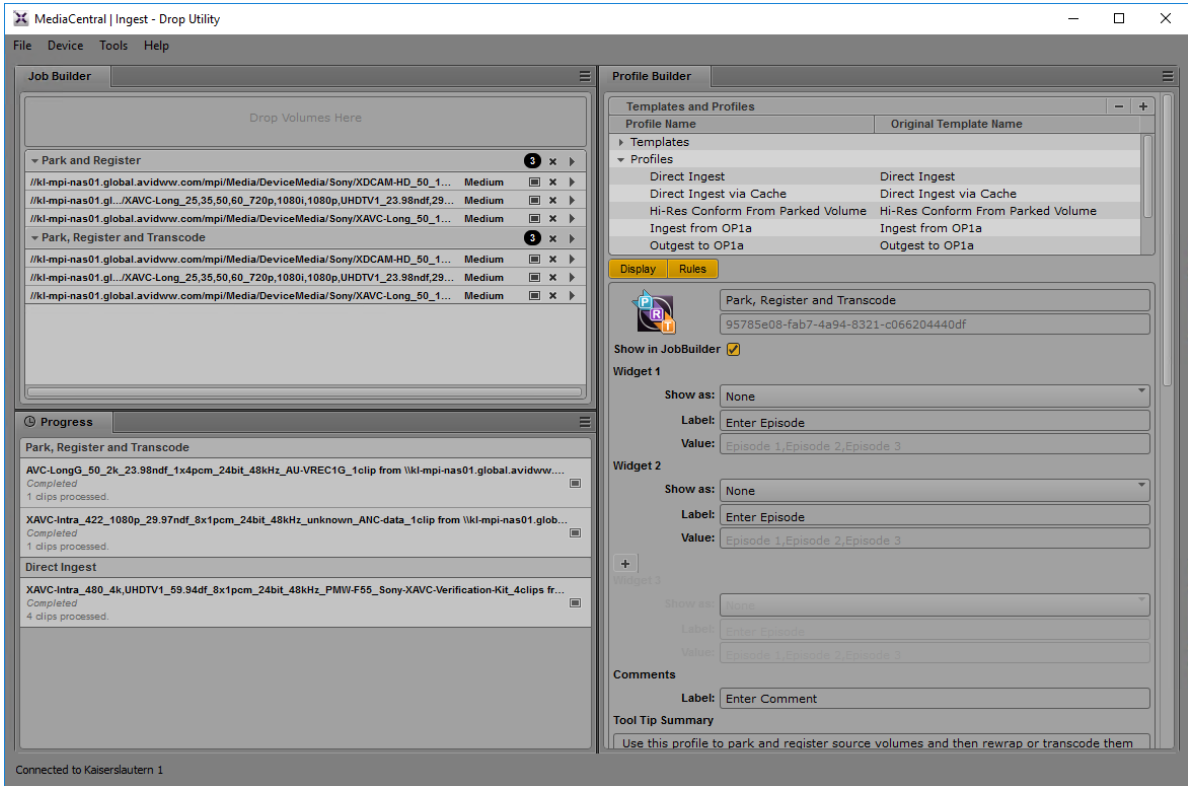 MediaCentral | Ingest - Drop Utility
File Device Tools Help
Job Builder
Drop Volumes Here
Park and Register 3
//kl-mpi-nas01.global.avidww.com/mpi/Media/DeviceMedia/Sony/XDCAM-HD_50_1... Medium
//kl-mpi-nas01.gl.../XAVC-Long_25,35,50,60_720p,1080i,1080p,UHDTV1_23.98ndf,29... Medium
//kl-mpi-nas01.global.avidww.com/mpi/Media/DeviceMedia/Sony/XAVC-Long_50_1... Medium
Park, Register and Transcode 3
//kl-mpi-nas01.global.avidww.com/mpi/Media/DeviceMedia/Sony/XDCAM-HD_50_1... Medium
//kl-mpi-nas01.gl.../XAVC-Long_25,35,50,60_720p,1080i,1080p,UHDTV1_23.98ndf,29... Medium
//kl-mpi-nas01.global.avidww.com/mpi/Media/DeviceMedia/Sony/XAVC-Long_50_1... Medium
Progress
Park, Register and Transcode
AVC-LongG_50_2k_23.98ndf_1x4pcm_24bit_48kHz_AU-VREC1G_1clip from \\kl-mpi-nas01.global.avidww....
Completed
1 clips processed.
XAVC-Intra_422_1080p_29.97ndf_8x1pcm_24bit_48kHz_unknown_ANC-data_1clip from \\kl-mpi-nas01.glob...
Completed
1 clips processed.
Direct Ingest
XAVC-Intra_480_4k,UHDTV1_59.94df_8x1pcm_24bit_48kHz_PMW-F55_Sony-XAVC-Verification-Kit_4clips fr...
Completed
4 clips processed.
Profile Builder
Templates and Profiles
Profile Name Original Template Name
Templates
Profiles
Direct Ingest Direct Ingest
Direct Ingest via Cache Direct Ingest via Cache
Hi-Res Conform From Parked Volume Hi-Res Conform From Parked Volume
Ingest from OP1a Ingest from OP1a
Outgest to OP1a Outgest to OP1a
Display Rules
P R T
Park, Register and Transcode
95785e08-fab7-4a94-8321-c066204440df
Show in JobBuilder
Widget 1
Show as: None
Label: Enter Episode
Value: Episode 1,Episode 2,Episode 3
Widget 2
Show as: None
Label: Enter Episode
Value: Episode 1,Episode 2,Episode 3
Widget 3
Show as: None
Label: Enter Episode
Value: Episode 1,Episode 2,Episode 3
Comments
Label: Enter Comment
Tool Tip Summary
Use this profile to park and register source volumes and then rewrap or transcode them
Connected to Kaiserslautern 1